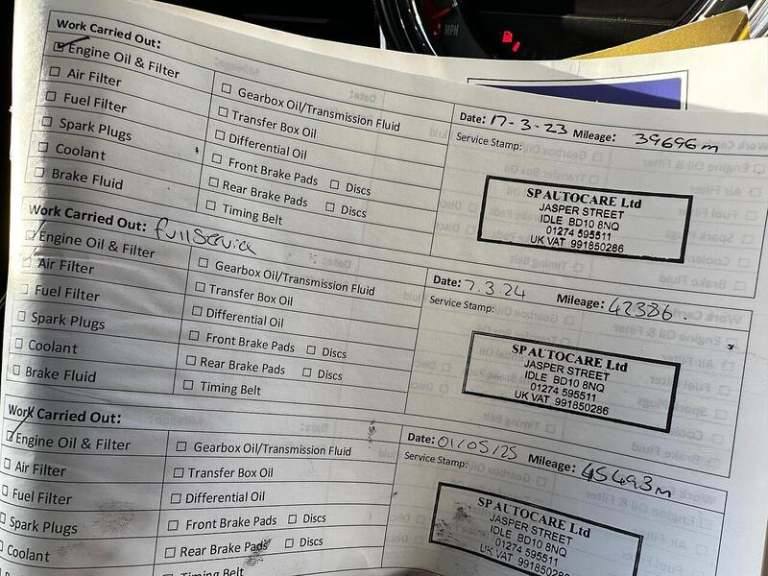 Work Carried Out:
Engine Oil & Filter
Air Filter
Fuel Filter
Spark Plugs
Coolant
Brake Fluid
Gearbox Oil/Transmission Fluid
Transfer Box Oil
Differential Oil
Front Brake Pads Discs
Rear Brake Pads Discs
Timing Belt
Date: 17-3-23 Mileage: 39696m
Service Stamp:
SP AUTOCARE Ltd
JASPER STREET
IDLE BD10 8NQ
01274 595511
UK VAT 991850286
Work Carried Out: full service
Engine Oil & Filter
Air Filter
Fuel Filter
Spark Plugs
Coolant
Brake Fluid
Gearbox Oil/Transmission Fluid
Transfer Box Oil
Differential Oil
Front Brake Pads Discs
Rear Brake Pads Discs
Timing Belt
Date: 7.3.24 Mileage: 42386
Service Stamp:
SP AUTOCARE Ltd
JASPER STREET
IDLE BD10 8NQ
01274 595511
UK VAT 991850286
Work Carried Out:
Engine Oil & Filter
Air Filter
Fuel Filter
Spark Plugs
Coolant
Gearbox Oil/Transmission Fluid
Transfer Box Oil
Differential Oil
Front Brake Pads Discs
Rear Brake Pads Discs
Timing Belt
Date: 01/05/25 Mileage: 45493m
Service Stamp:
SP AUTOCARE Ltd
JASPER STREET
IDLE BD10 8NQ
01274 595511
UK VAT 991850286
MPH